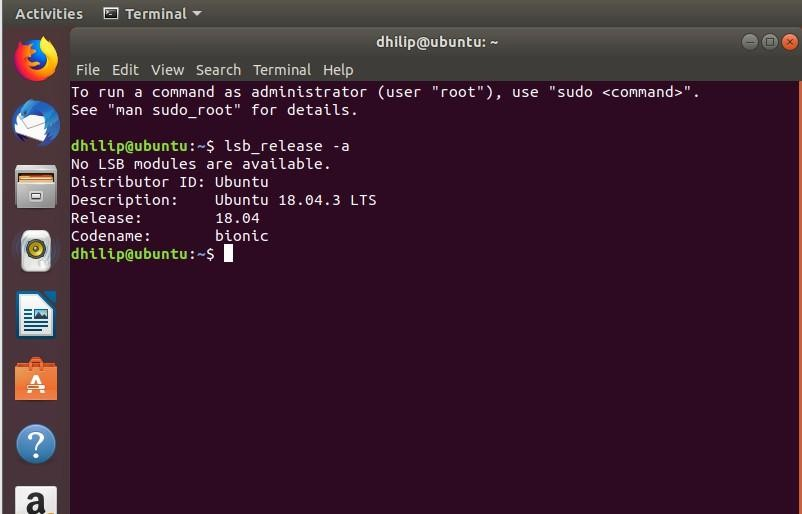 Activities Terminal
dhilip@ubuntu: ~
File Edit View Search Terminal Help
To run a command as administrator (user "root"), use "sudo <command>".
See "man sudo_root" for details.
dhilip@ubuntu:~$ lsb_release -a
No LSB modules are available.
Distributor ID: Ubuntu
Description:    Ubuntu 18.04.3 LTS
Release:        18.04
Codename:       bionic
dhilip@ubuntu:~$